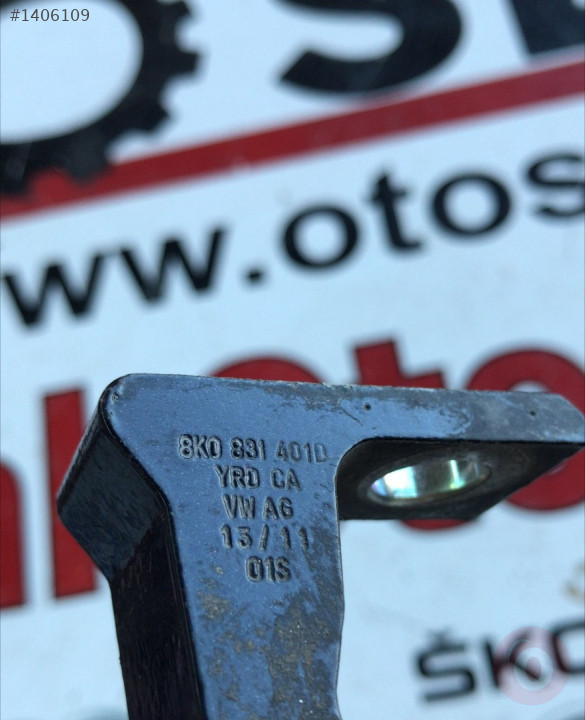 #1406109
www.otos
8K0 831 401D
YRD CA
VW AG
13/11
01S
ŠKO